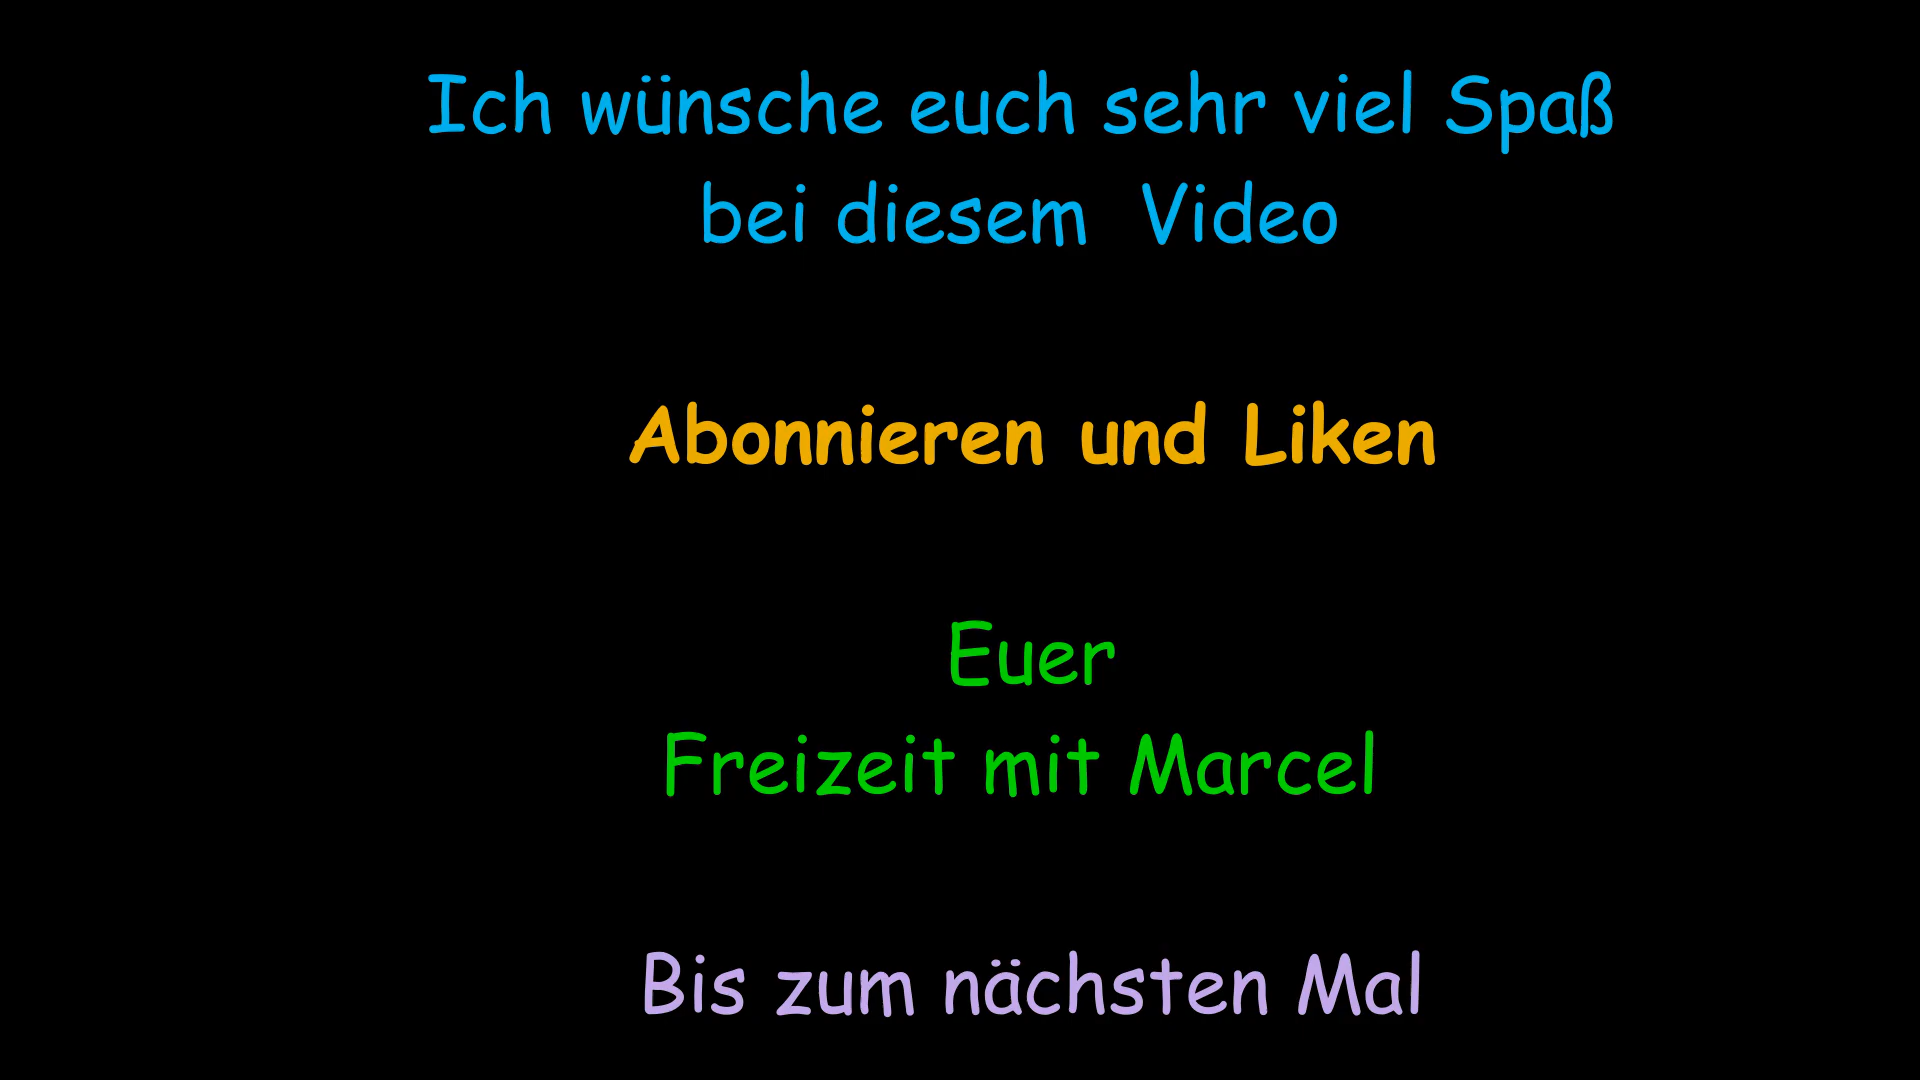 Ich wünsche euch sehr viel Spaß
bei diesem  Video
Abonnieren und Liken
Euer
Freizeit mit Marcel
Bis zum nächsten Mal